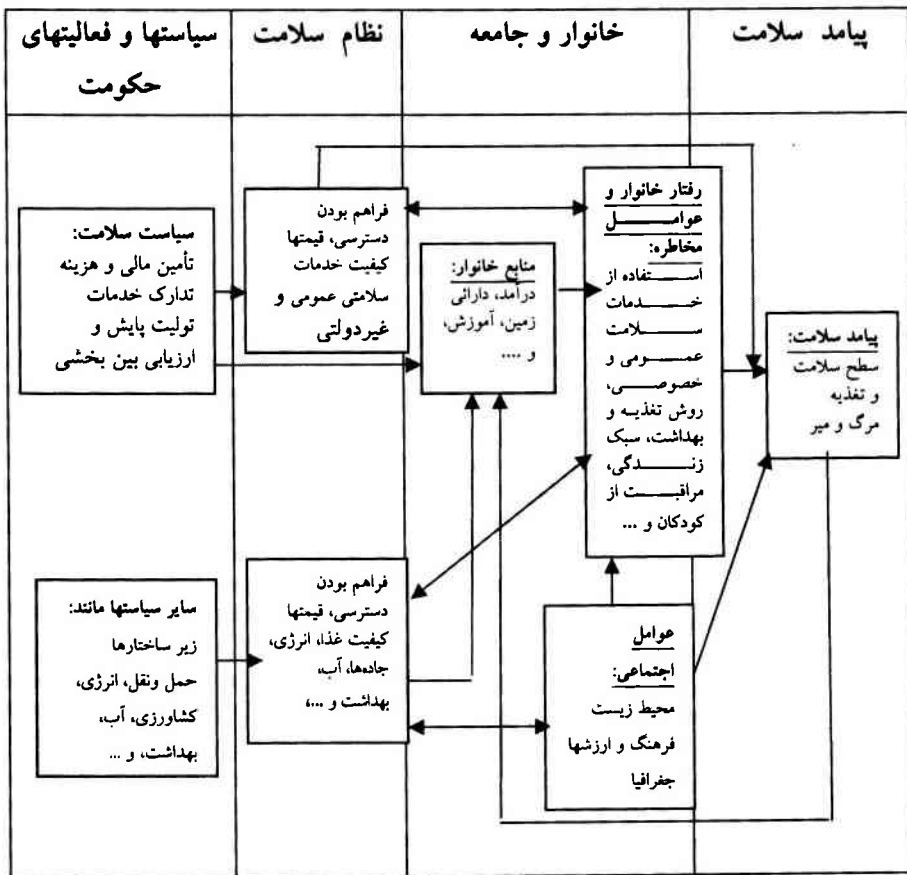 سیاستها و فعالیتهای
حکومت
نظام سلامت
خانوار و جامعه
پیامد سلامت
سیاست سلامت:
تأمین مالی و هزینه
تدارک خدمات
تولیت پایش و
ارزیابی بین بخشی
فراهم بودن
دسترسی، قیمتها
کیفیت خدمات
سلامتی عمومی و
غیردولتی
منابع خانوار:
درآمد، دارائی
زمین، آموزش،
و ....
رفتار خانوار و
عوامل
مخاطره:
استفاده از
خدمات
سلامت
عمومی و
خصوصی،
روش تغذیه و
بهداشت، سبک
زندگی،
مراقبت از
کودکان و ...
پیامد سلامت:
سطح سلامت
و تغذیه
مرگ و میر
سایر سیاستها مانند:
زیر ساختارها
حمل ونقل، انرژی،
کشاورزی، آب،
بهداشت، و ...
فراهم بودن
دسترسی، قیمتها
کیفیت غذا، انرژی،
جاده‌ها، آب،
بهداشت و ...،
عوامل
اجتماعی:
محیط زیست
فرهنگ و ارزشها
جغرافیا